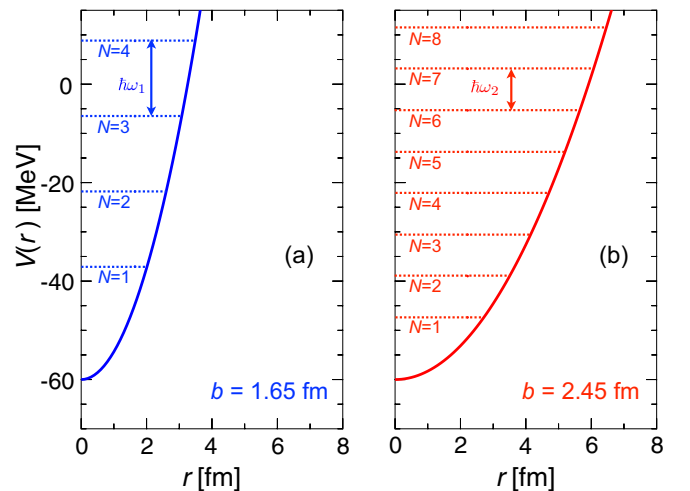 N=4
ħω₁
N=3
N=2
N=1
(a)
b = 1.65 fm
V(r) [MeV]
0
-20
-40
-60
0 2 4 6 8
r [fm]
N=8
N=7
ħω₂
N=6
N=5
N=4
N=3
N=2
N=1
(b)
b = 2.45 fm
0 2 4 6 8
r [fm]